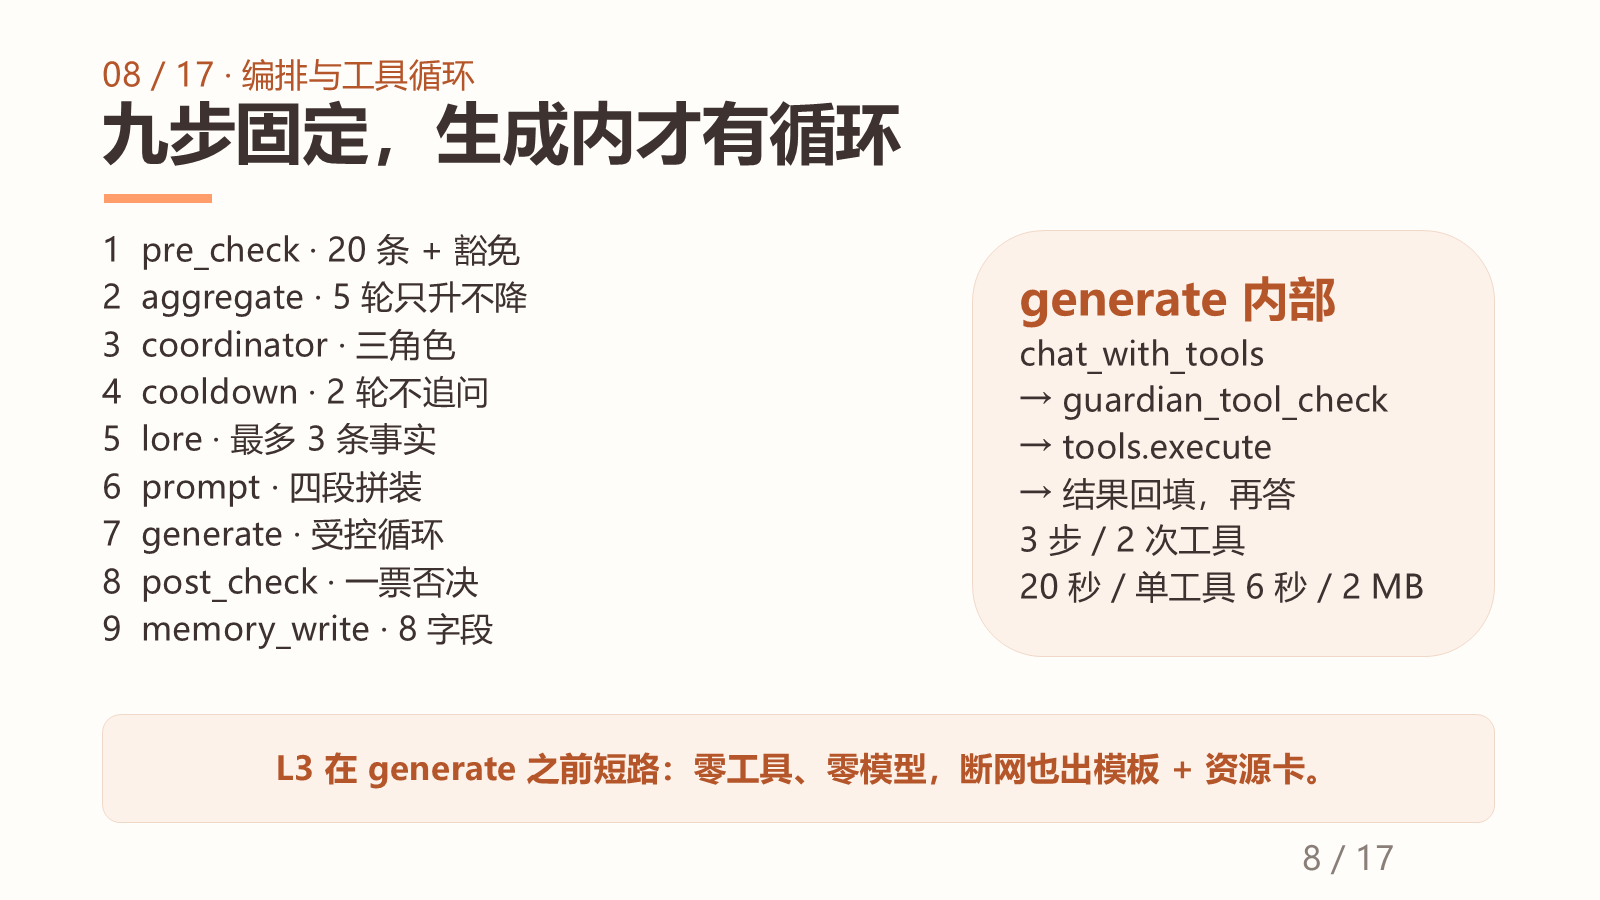 08 / 17 · 编排与工具循环
九步固定，生成内才有循环
1 pre_check · 20 条 + 豁免
2 aggregate · 5 轮只升不降
3 coordinator · 三角色
4 cooldown · 2 轮不追问
5 lore · 最多 3 条事实
6 prompt · 四段拼装
7 generate · 受控循环
8 post_check · 一票否决
9 memory_write · 8 字段
generate 内部
chat_with_tools
→ guardian_tool_check
→ tools.execute
→ 结果回填，再答
3 步 / 2 次工具
20 秒 / 单工具 6 秒 / 2 MB
L3 在 generate 之前短路：零工具、零模型，断网也出模板 + 资源卡。
8 / 17